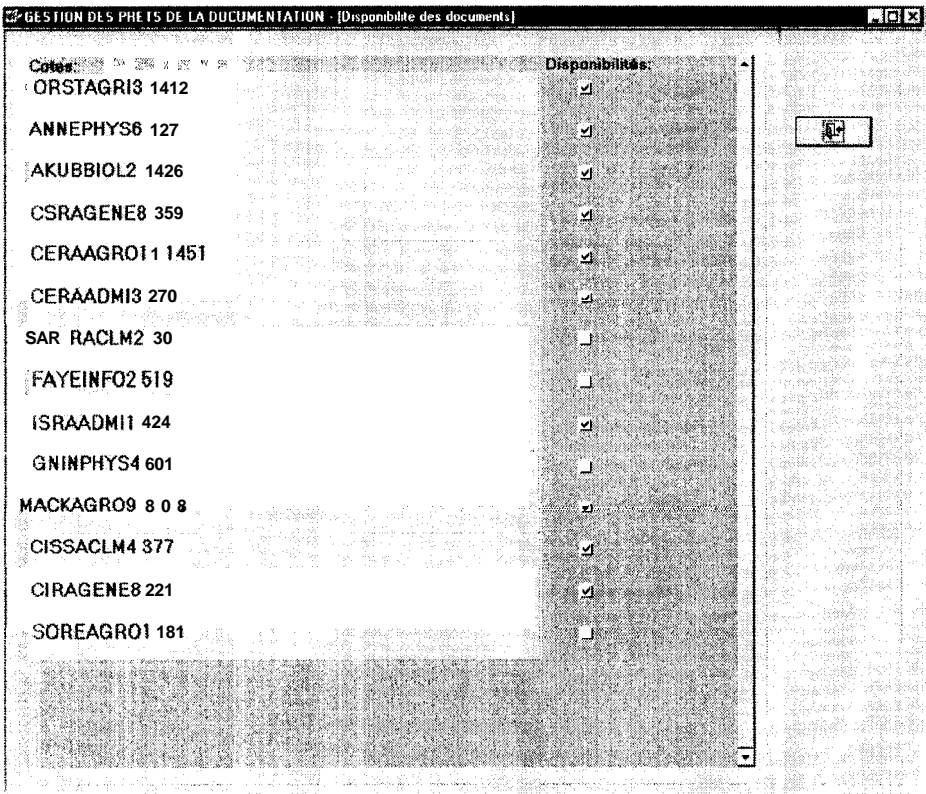 GESTION DES PRETS DE LA DOCUMENTATION - [Disponibilite des documents]
Cotes: Disponibilités:
ORSTAGRI3 1412
ANNEPHYS6 127
AKUBBIOL2 1426
CSRAGENE8 359
CERAAGRO11 1451
CERAADMI3 270
SAR RACLM2 30
FAYEINFO2 519
ISRAADMI1 424
GNINPHYS4 601
MACKAGRO9 8 0 8
CISSACLM4 377
CIRAGENE8 221
SOREAGRO1 181